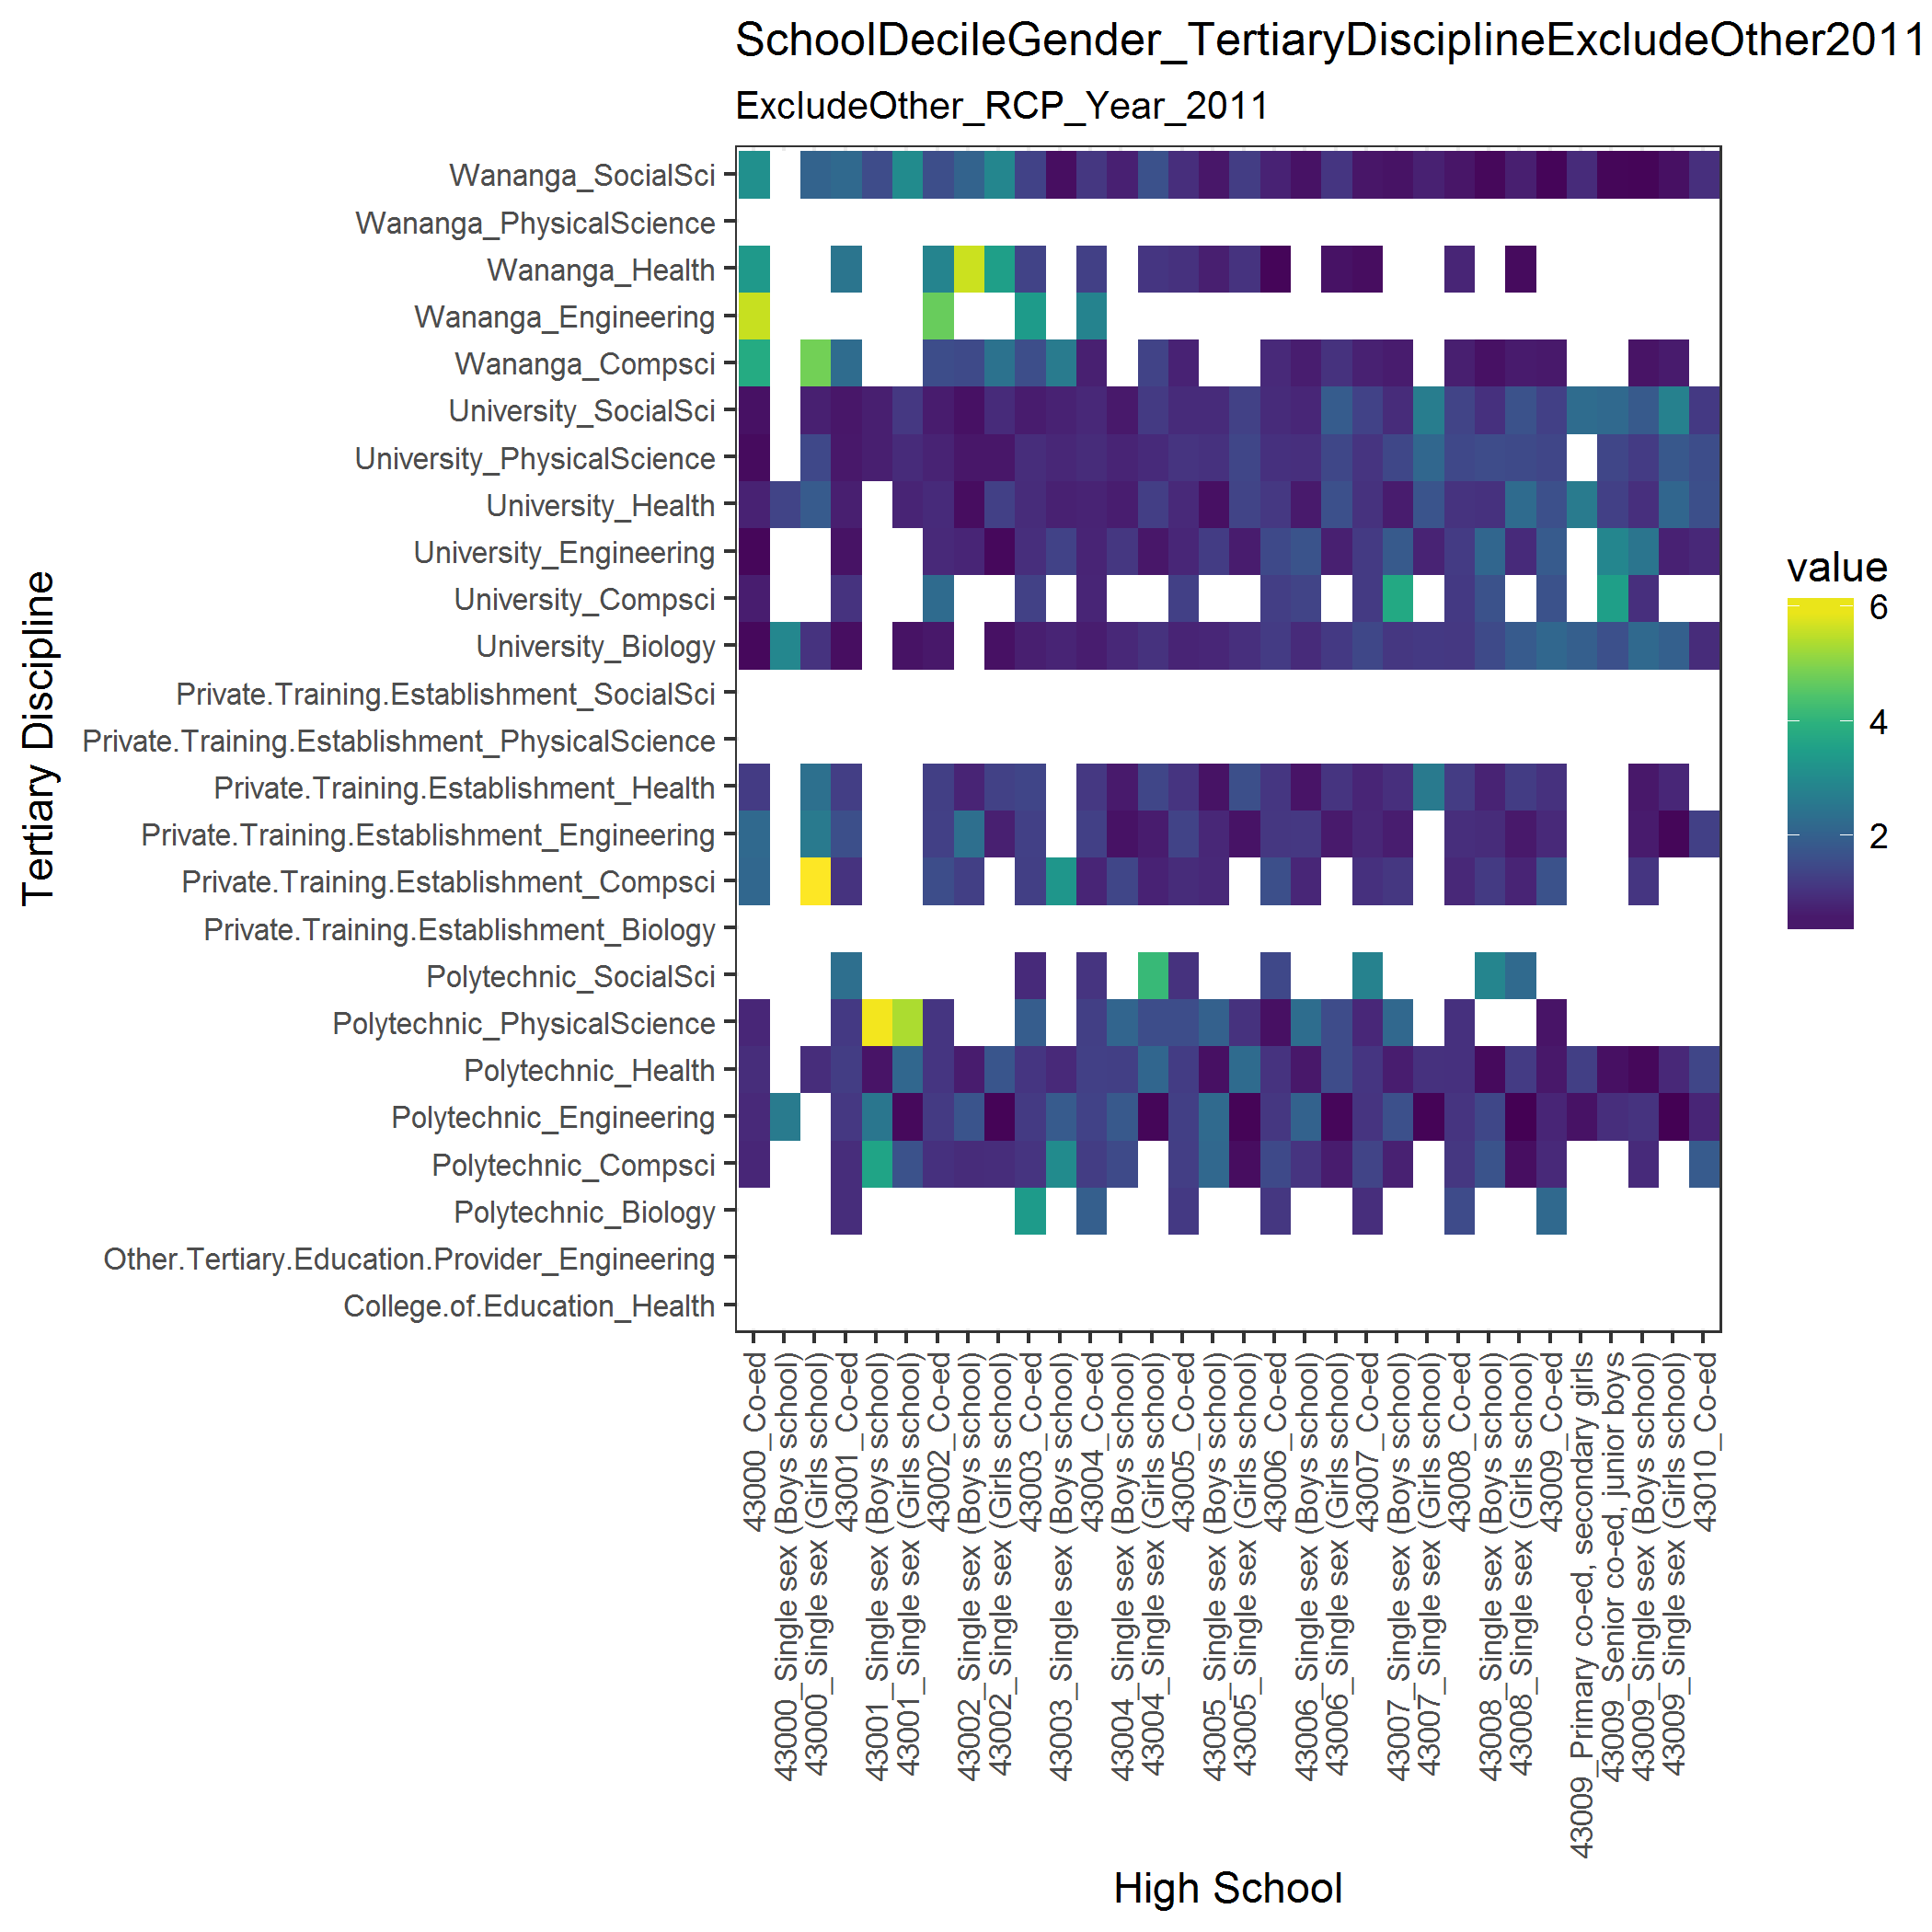 SchoolDecileGender_TertiaryDisciplineExcludeOther2011
ExcludeOther_RCP_Year_2011
Tertiary Discipline
Wananga_SocialSci
Wananga_PhysicalScience
Wananga_Health
Wananga_Engineering
Wananga_Compsci
University_SocialSci
University_PhysicalScience
University_Health
University_Engineering
University_Compsci
University_Biology
Private.Training.Establishment_SocialSci
Private.Training.Establishment_PhysicalScience
Private.Training.Establishment_Health
Private.Training.Establishment_Engineering
Private.Training.Establishment_Compsci
Private.Training.Establishment_Biology
Polytechnic_SocialSci
Polytechnic_PhysicalScience
Polytechnic_Health
Polytechnic_Engineering
Polytechnic_Compsci
Polytechnic_Biology
Other.Tertiary.Education.Provider_Engineering
College.of.Education_Health
43000_Co-ed
43000_Single sex (Boys school)
43000_Single sex (Girls school)
43001_Co-ed
43001_Single sex (Boys school)
43001_Single sex (Girls school)
43002_Co-ed
43002_Single sex (Boys school)
43002_Single sex (Girls school)
43003_Co-ed
43003_Single sex (Boys school)
43004_Co-ed
43004_Single sex (Boys school)
43004_Single sex (Girls school)
43005_Co-ed
43005_Single sex (Boys school)
43005_Single sex (Girls school)
43006_Co-ed
43006_Single sex (Boys school)
43006_Single sex (Girls school)
43007_Co-ed
43007_Single sex (Boys school)
43007_Single sex (Girls school)
43008_Co-ed
43008_Single sex (Boys school)
43008_Single sex (Girls school)
43009_Co-ed
43009_Primary co-ed, secondary girls
43009_Senior co-ed, junior boys
43009_Single sex (Boys school)
43009_Single sex (Girls school)
43010_Co-ed
High School
value
6
4
2